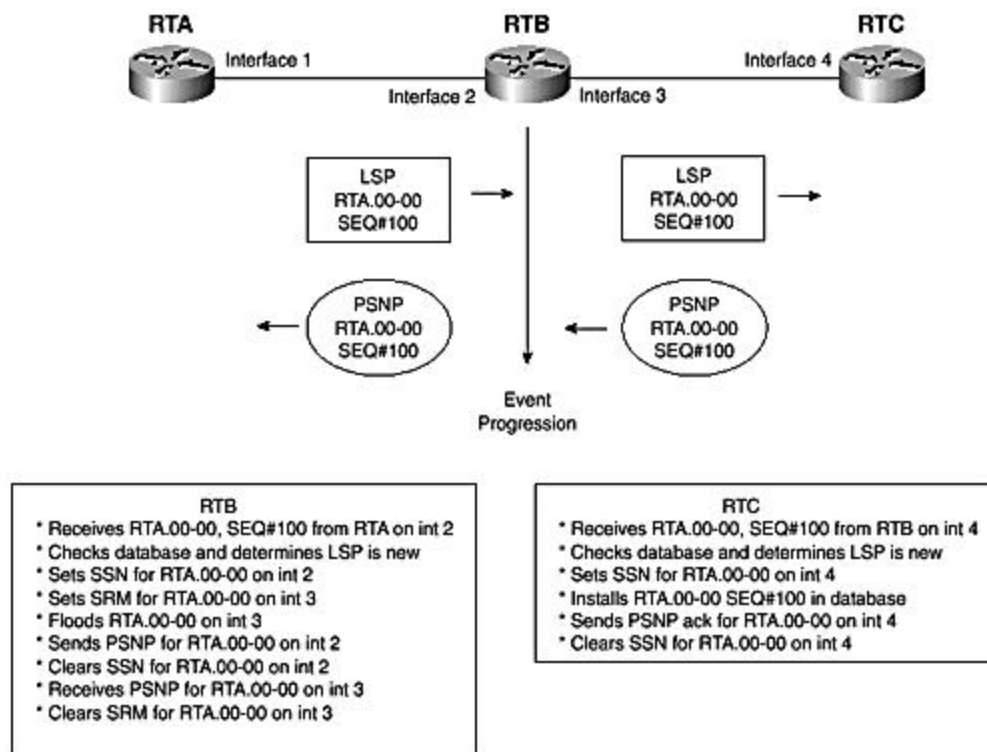 RTA
RTB
RTC
Interface 1
Interface 4
Interface 2
Interface 3
LSP
RTA.00-00
SEQ#100
LSP
RTA.00-00
SEQ#100
PSNP
RTA.00-00
SEQ#100
PSNP
RTA.00-00
SEQ#100
Event
Progression
RTB
* Receives RTA.00-00, SEQ#100 from RTA on int 2
* Checks database and determines LSP is new
* Sets SSN for RTA.00-00 on int 2
* Sets SRM for RTA.00-00 on int 3
* Floods RTA.00-00 on int 3
* Sends PSNP for RTA.00-00 on int 2
* Clears SSN for RTA.00-00 on int 2
* Receives PSNP for RTA.00-00 on int 3
* Clears SRM for RTA.00-00 on int 3
RTC
* Receives RTA.00-00, SEQ#100 from RTB on int 4
* Checks database and determines LSP is new
* Sets SSN for RTA.00-00 on int 4
* Installs RTA.00-00 SEQ#100 in database
* Sends PSNP ack for RTA.00-00 on int 4
* Clears SSN for RTA.00-00 on int 4